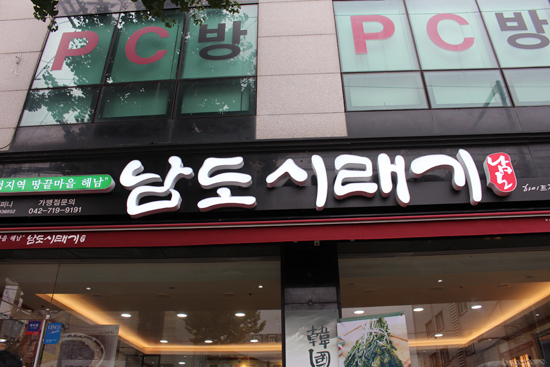 PC방 PC방
지역 땅끝마을 해남"
남도시래기
가맹점문의
042-719-9191
해남" 남도시래기
韓國